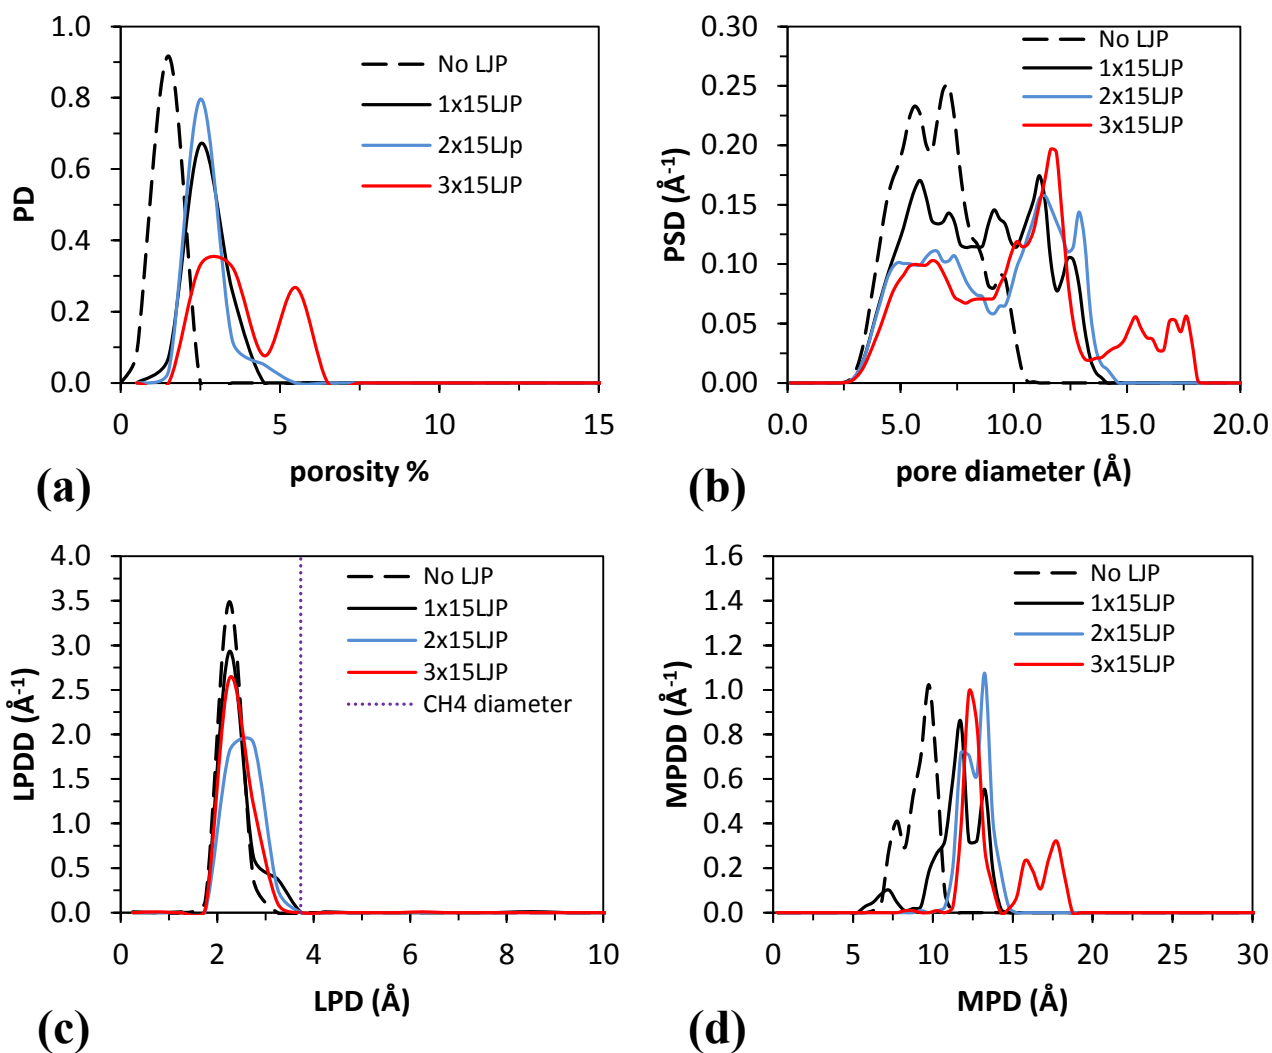 1.0
0.8
0.6
0.4
0.2
0.0
PD
0
5
10
15
porosity %
No LJP
1x15LJP
2x15LJp
3x15LJP
(a)
0.30
0.25
0.20
0.15
0.10
0.05
0.00
PSD (Å⁻¹)
0.0
5.0
10.0
15.0
20.0
pore diameter (Å)
No LJP
1x15LJP
2x15LJP
3x15LJP
(b)
4.0
3.5
3.0
2.5
2.0
1.5
1.0
0.5
0.0
LPDD (Å⁻¹)
0
2
4
6
8
10
LPD (Å)
No LJP
1x15LJP
2x15LJP
3x15LJP
CH4 diameter
(c)
1.6
1.4
1.2
1.0
0.8
0.6
0.4
0.2
0.0
MPDD (Å⁻¹)
0
5
10
15
20
25
30
MPD (Å)
No LJP
1x15LJP
2x15LJP
3x15LJP
(d)